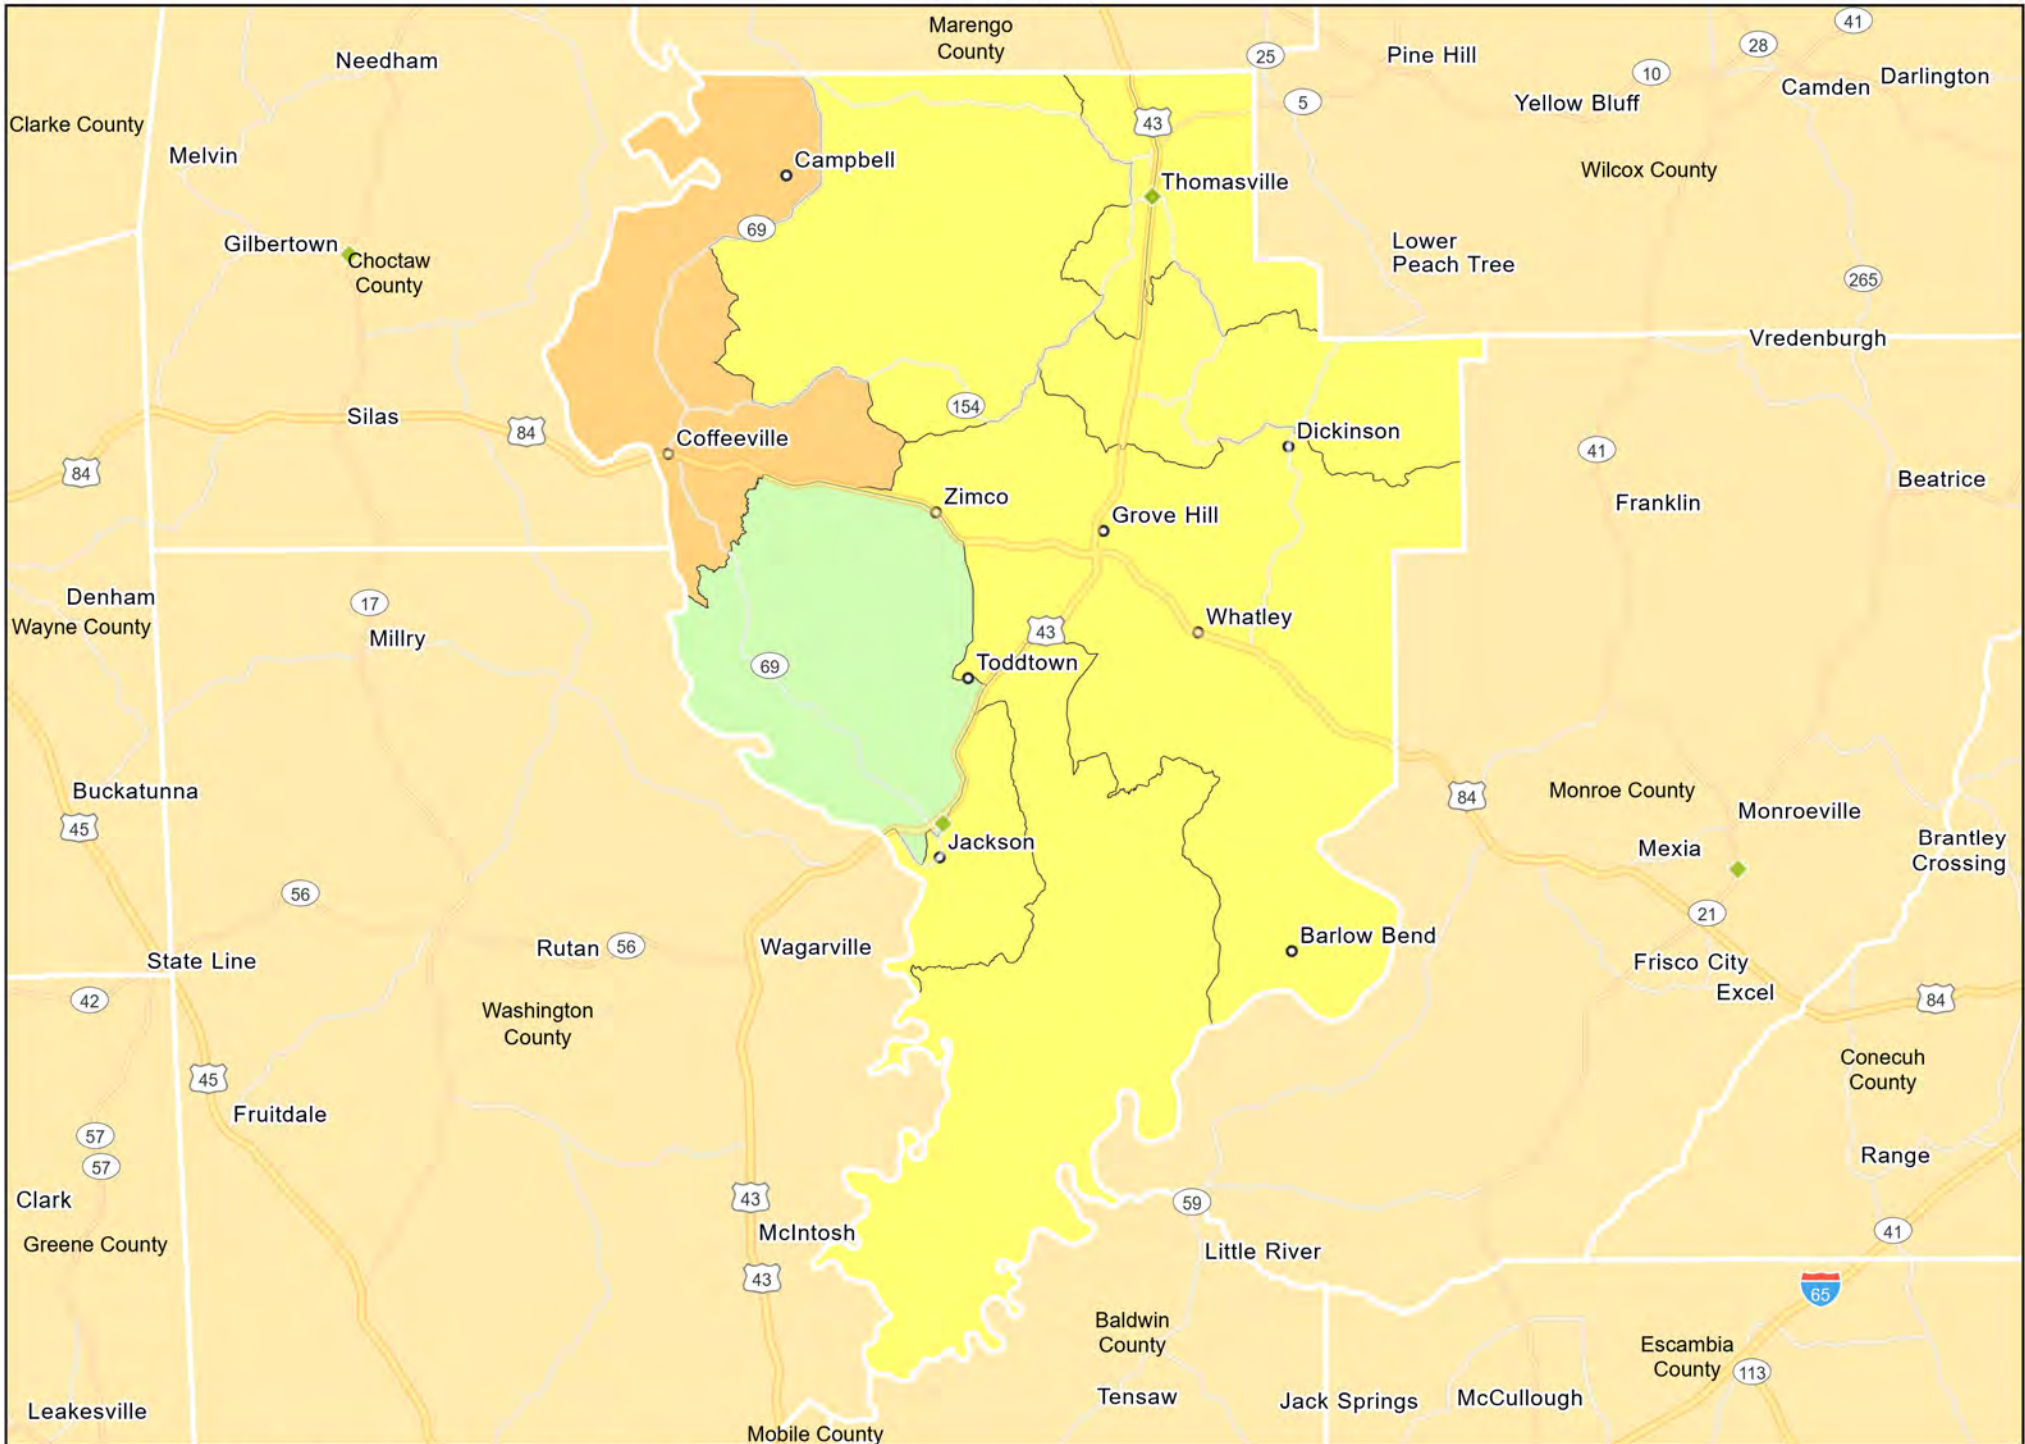 Marengo
County
41
28
25
Pine Hill
Needham
10
Camden
Darlington
5
Yellow Bluff
43
Clarke County
Melvin
Campbell
Wilcox County
Thomasville
69
Gilbertown
Choctaw
County
Lower
Peach Tree
265
Vredenburgh
154
Silas
84
Coffeeville
Dickinson
41
84
Beatrice
Zimco
Franklin
Grove Hill
Denham
17
Wayne County
Millry
43
Whatley
69
Toddtown
Buckatunna
84
Monroe County
Monroeville
45
Jackson
Mexia
Brantley
Crossing
56
21
Rutan
56
Wagarville
Barlow Bend
State Line
Frisco City
Excel
42
84
Washington
County
Conecuh
County
45
Fruitdale
57
57
Range
Clark
43
59
Greene County
McIntosh
Little River
41
43
65
Baldwin
County
Escambia
County
113
Leakesville
Tensaw
Jack Springs
McCullough
Mobile County